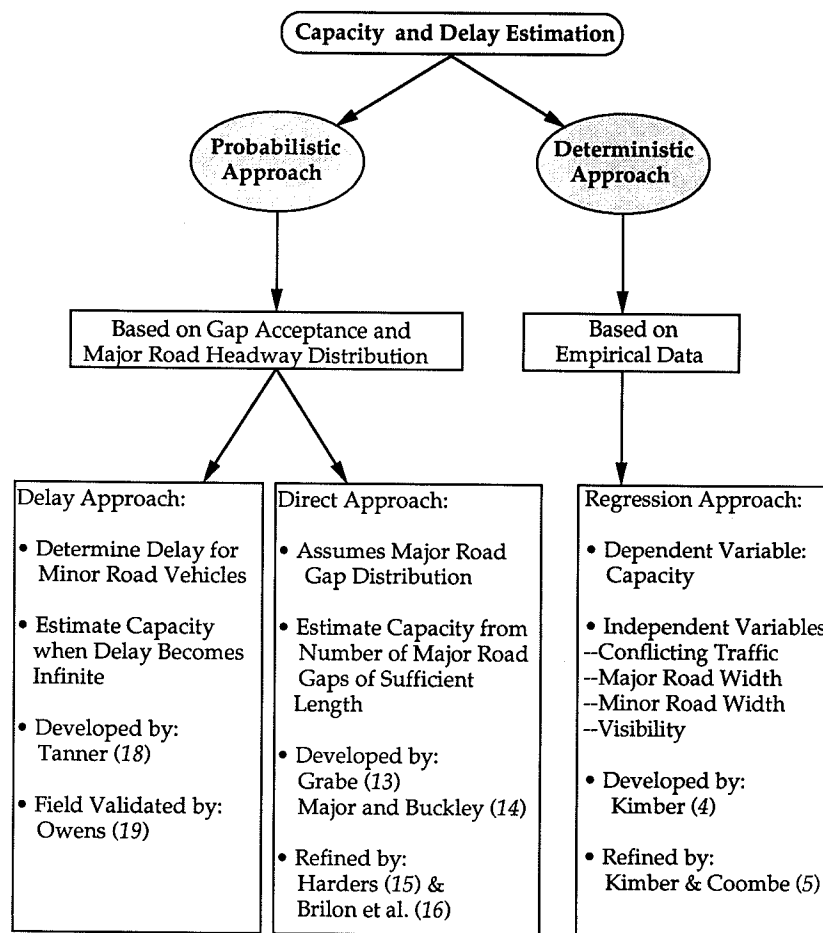 Capacity and Delay Estimation
Probabilistic
Approach
Deterministic
Approach
Based on Gap Acceptance and
Major Road Headway Distribution
Based on
Empirical Data
Delay Approach:
• Determine Delay for
Minor Road Vehicles
• Estimate Capacity
when Delay Becomes
Infinite
• Developed by:
Tanner (18)
• Field Validated by:
Owens (19)
Direct Approach:
• Assumes Major Road
Gap Distribution
• Estimate Capacity from
Number of Major Road
Gaps of Sufficient
Length
• Developed by:
Grabe (13)
Major and Buckley (14)
• Refined by:
Harders (15) &
Brilon et al. (16)
Regression Approach:
• Dependent Variable:
Capacity
• Independent Variables
--Conflicting Traffic
--Major Road Width
--Minor Road Width
--Visibility
• Developed by:
Kimber (4)
• Refined by:
Kimber & Coombe (5)